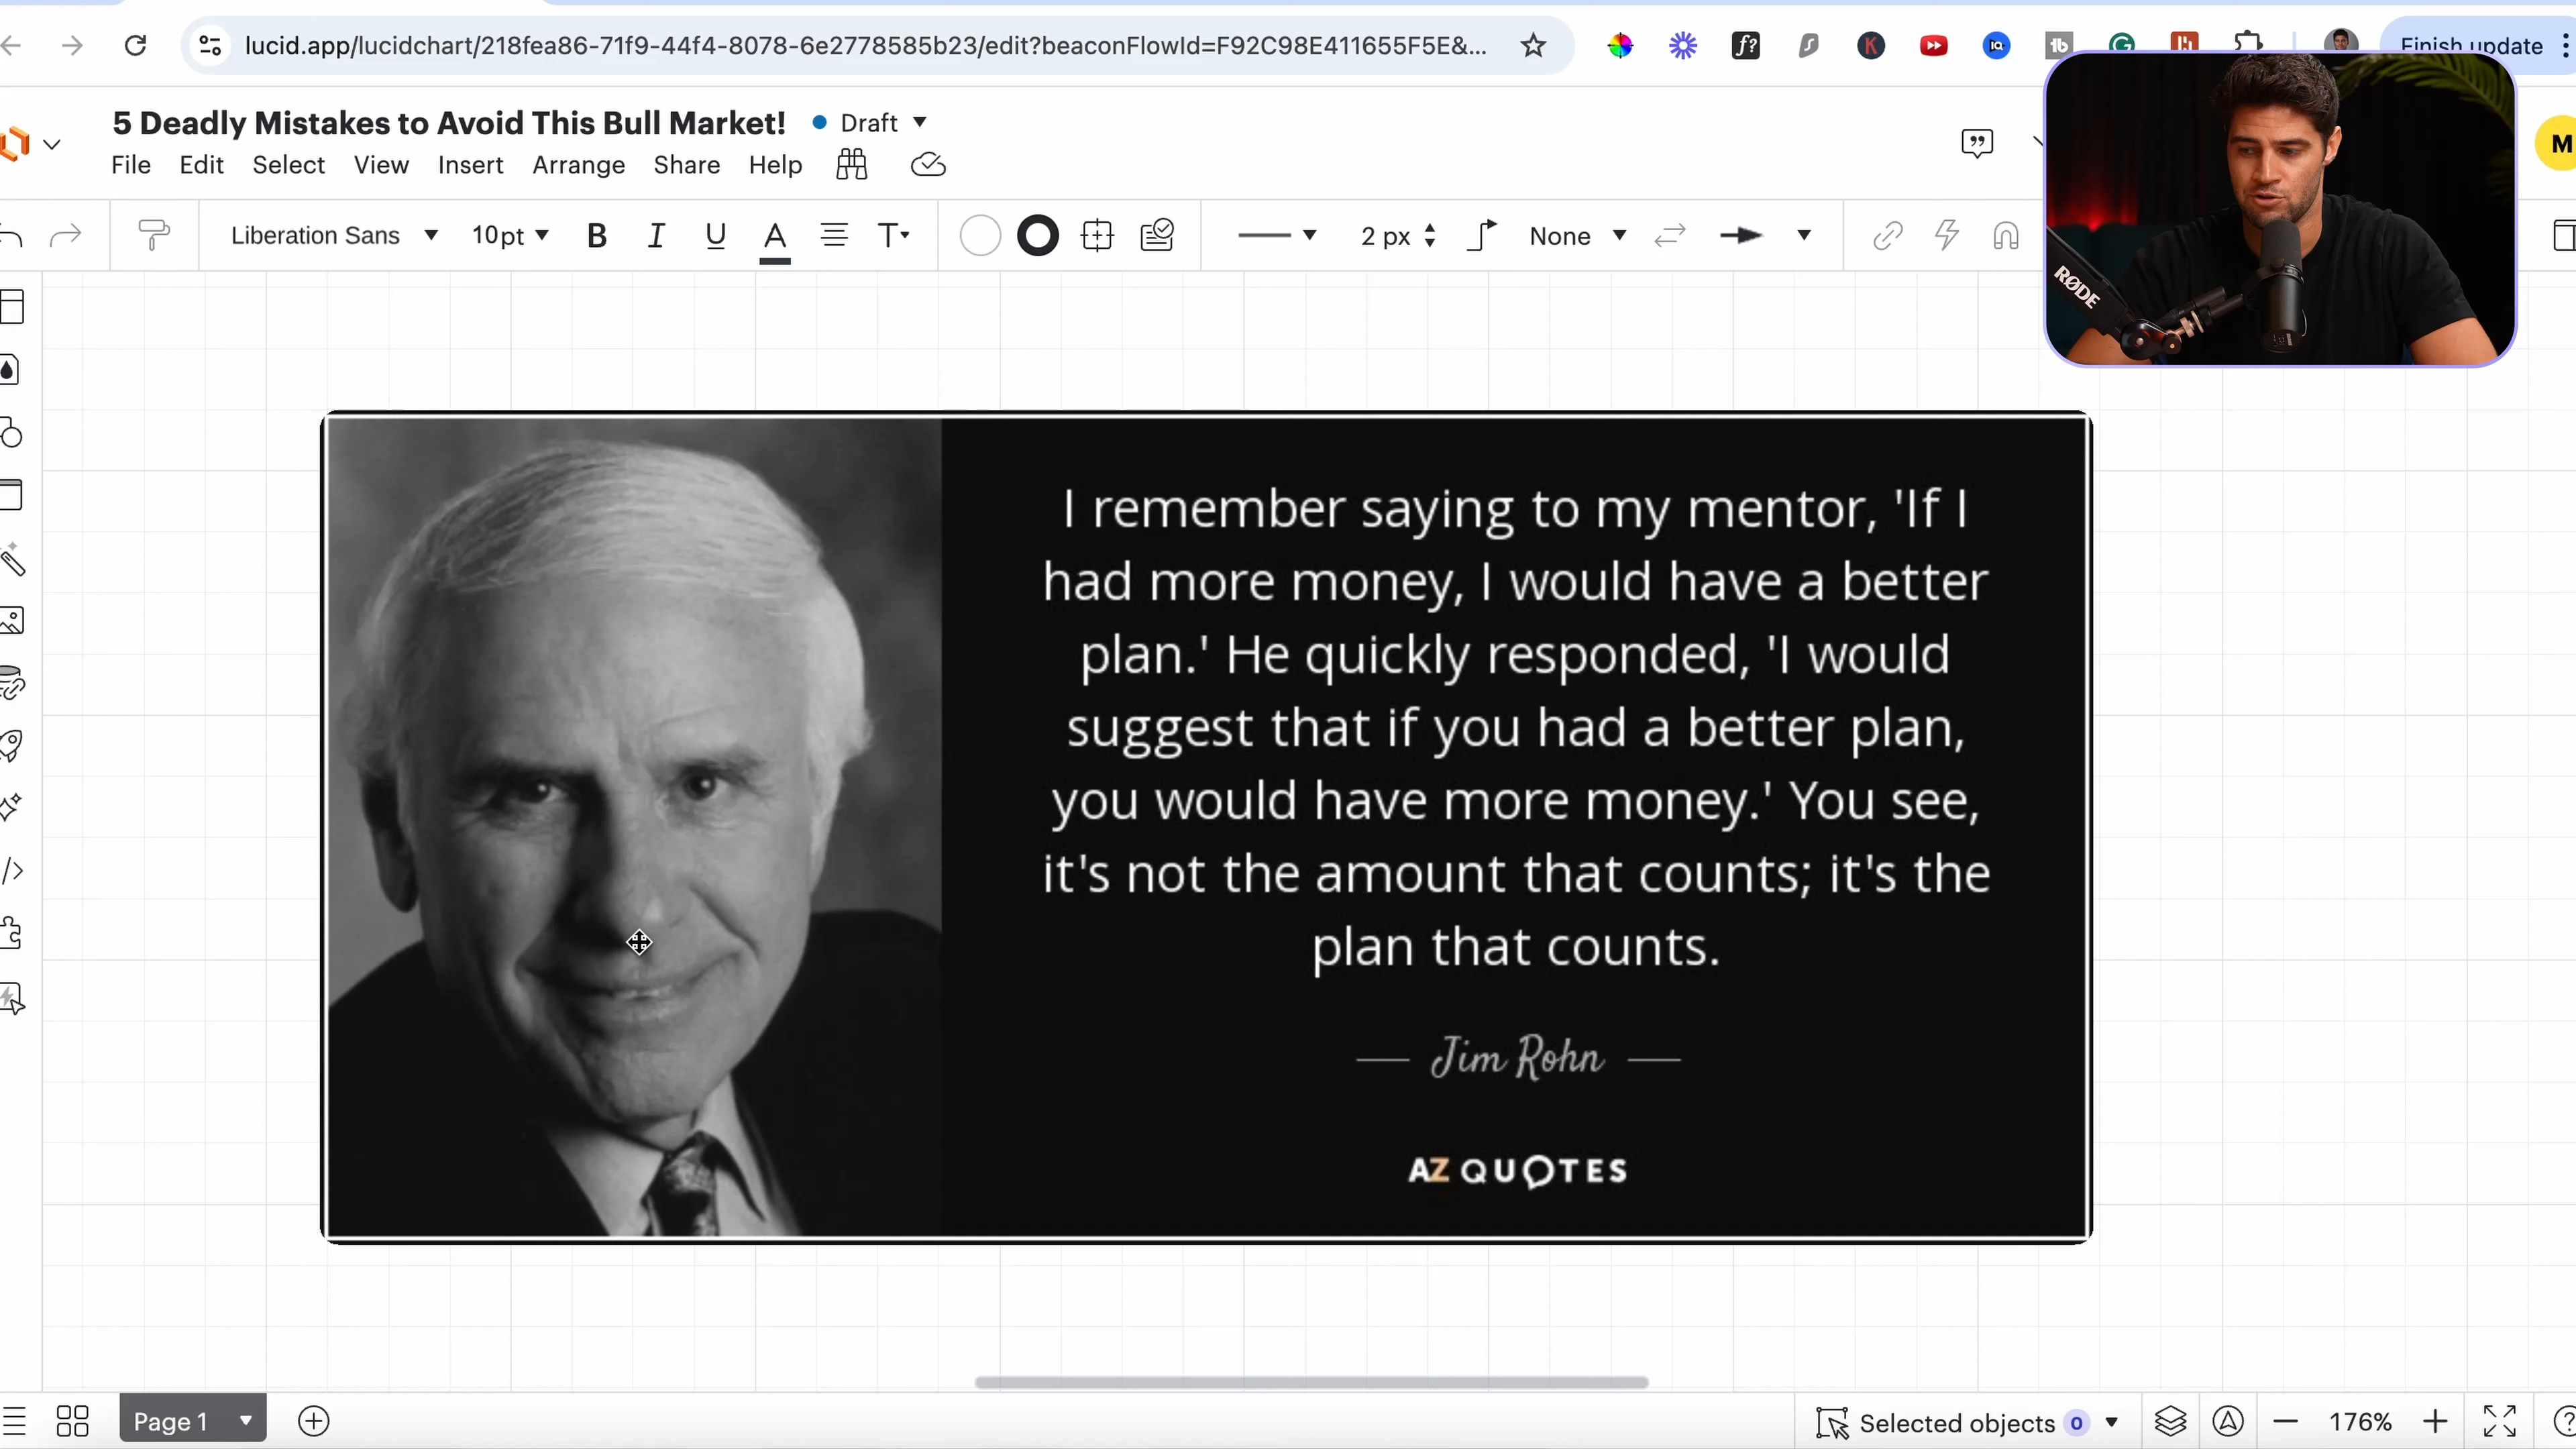 lucid.app/lucidchart/218fea86-71f9-44f4-8078-6e2778585b23/edit?beaconFlowId=F92C98E411655F5E&...
Finish update
5 Deadly Mistakes to Avoid This Bull Market!
Draft
File Edit Select View Insert Arrange Share Help
M
Liberation Sans
10pt
B I U A T
2 px
None
RØDE
I remember saying to my mentor, 'If I
had more money, I would have a better
plan.' He quickly responded, 'I would
suggest that if you had a better plan,
you would have more money.' You see,
it's not the amount that counts; it's the
plan that counts.
Jim Rohn
AZ QUOTES
Page 1
Selected objects 0
176%